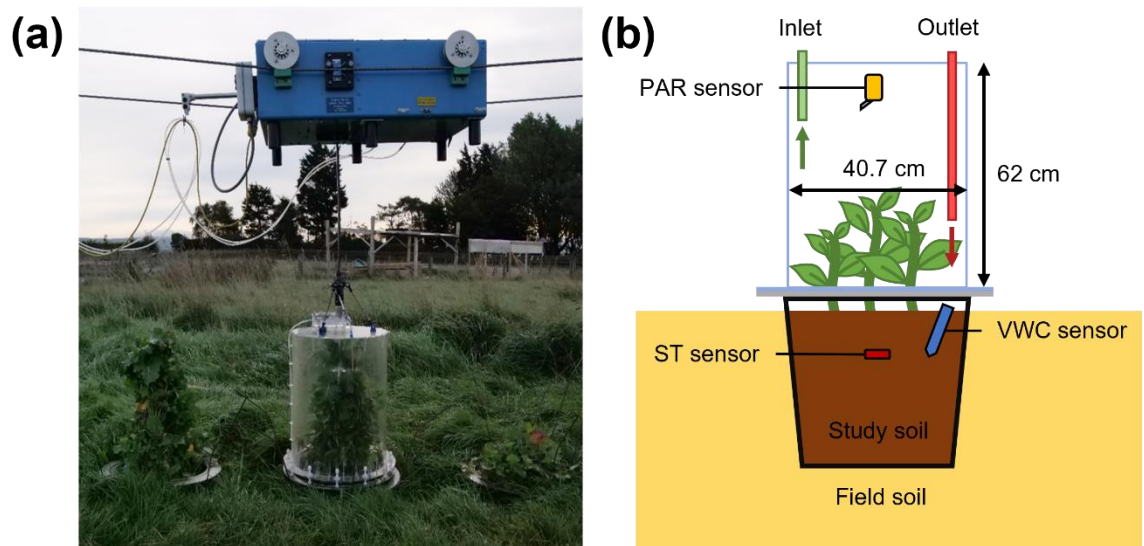 (a)
(b)
Inlet
Outlet
PAR sensor
40.7 cm
62 cm
ST sensor
VWC sensor
Study soil
Field soil